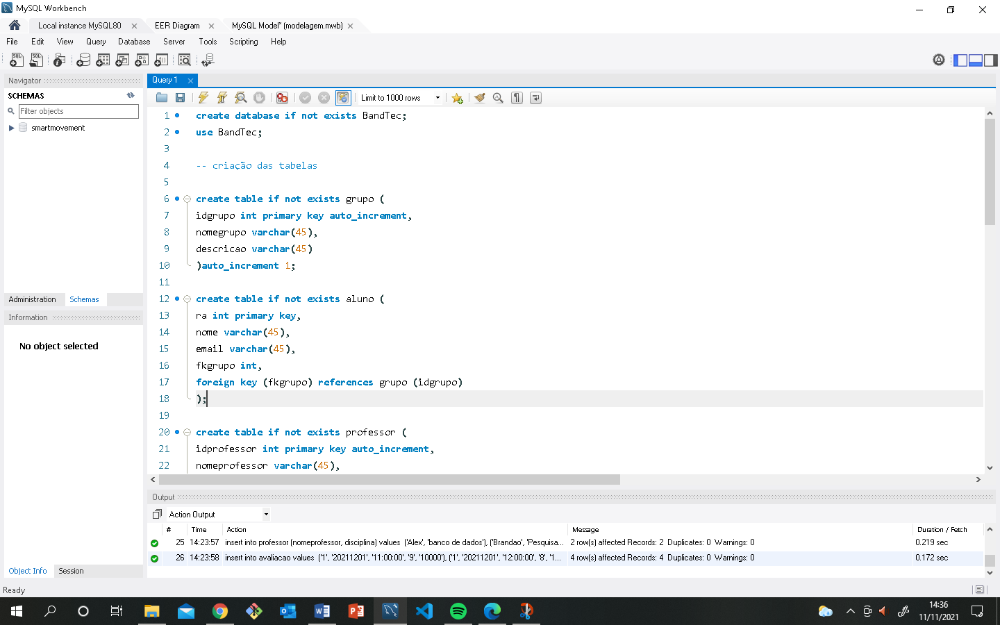 MySQL Workbench
Local instance MySQL80
EER Diagram
MySQL Model* (modelagem.mwb)
File Edit View Query Database Server Tools Scripting Help
Navigator
SCHEMAS
Filter objects
smartmovement
Administration Schemas
Information
No object selected
Object Info Session
Query 1
Limit to 1000 rows
1 create database if not exists BandTec;
2 use BandTec;
3
4 -- criação das tabelas
5
6 create table if not exists grupo (
7 idgrupo int primary key auto_increment,
8 nomegrupo varchar(45),
9 descricao varchar(45)
10 )auto_increment 1;
11
12 create table if not exists aluno (
13 ra int primary key,
14 nome varchar(45),
15 email varchar(45),
16 fkgrupo int,
17 foreign key (fkgrupo) references grupo (idgrupo)
18 );
19
20 create table if not exists professor (
21 idprofessor int primary key auto_increment,
22 nomeprofessor varchar(45),
Output
Action Output
# Time Action Message Duration / Fetch
25 14:23:57 insert into professor (nomeprofessor, disciplina) values ('Alex', 'banco de dados'), ('Brandao', 'Pesquisa... 2 row(s) affected Records: 2 Duplicates: 0 Warnings: 0 0.219 sec
26 14:23:58 insert into avaliacao values ('1', '20211201', '11:00:00', '9', '10000'), ('1', '20211201', '12:00:00', '8', '1... 4 row(s) affected Records: 4 Duplicates: 0 Warnings: 0 0.172 sec
Ready
14:36
11/11/2021